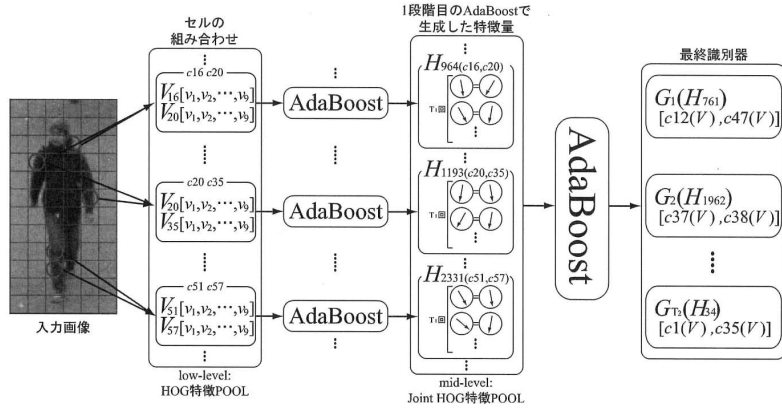 セルの
組み合わせ
c16 c20
V16[v1,v2,⋯,v9]
V20[v1,v2,⋯,v9]
c20 c35
V20[v1,v2,⋯,v9]
V35[v1,v2,⋯,v9]
c51 c57
V51[v1,v2,⋯,v9]
V57[v1,v2,⋯,v9]
low-level:
HOG特徴POOL
入力画像
AdaBoost
AdaBoost
AdaBoost
1段階目のAdaBoostで
生成した特徴量
H964(c16,c20)
T1回
H1193(c20,c35)
T1回
H2331(c51,c57)
T1回
mid-level:
Joint HOG特徴POOL
AdaBoost
最終識別器
G1(H761)
[c12(V) ,c47(V)]
G2(H1962)
[c37(V) ,c38(V)]
GT2(H34)
[c1(V) ,c35(V)]